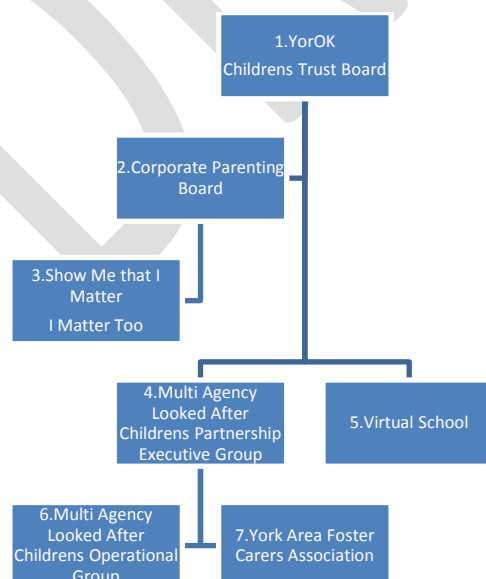 1.YorOK
Childrens Trust Board
2.Corporate Parenting
Board
3.Show Me that I
Matter
I Matter Too
4.Multi Agency
Looked After
Childrens Partnership
Executive Group
5.Virtual School
6.Multi Agency
Looked After
Childrens Operational
Group
7.York Area Foster
Carers Association